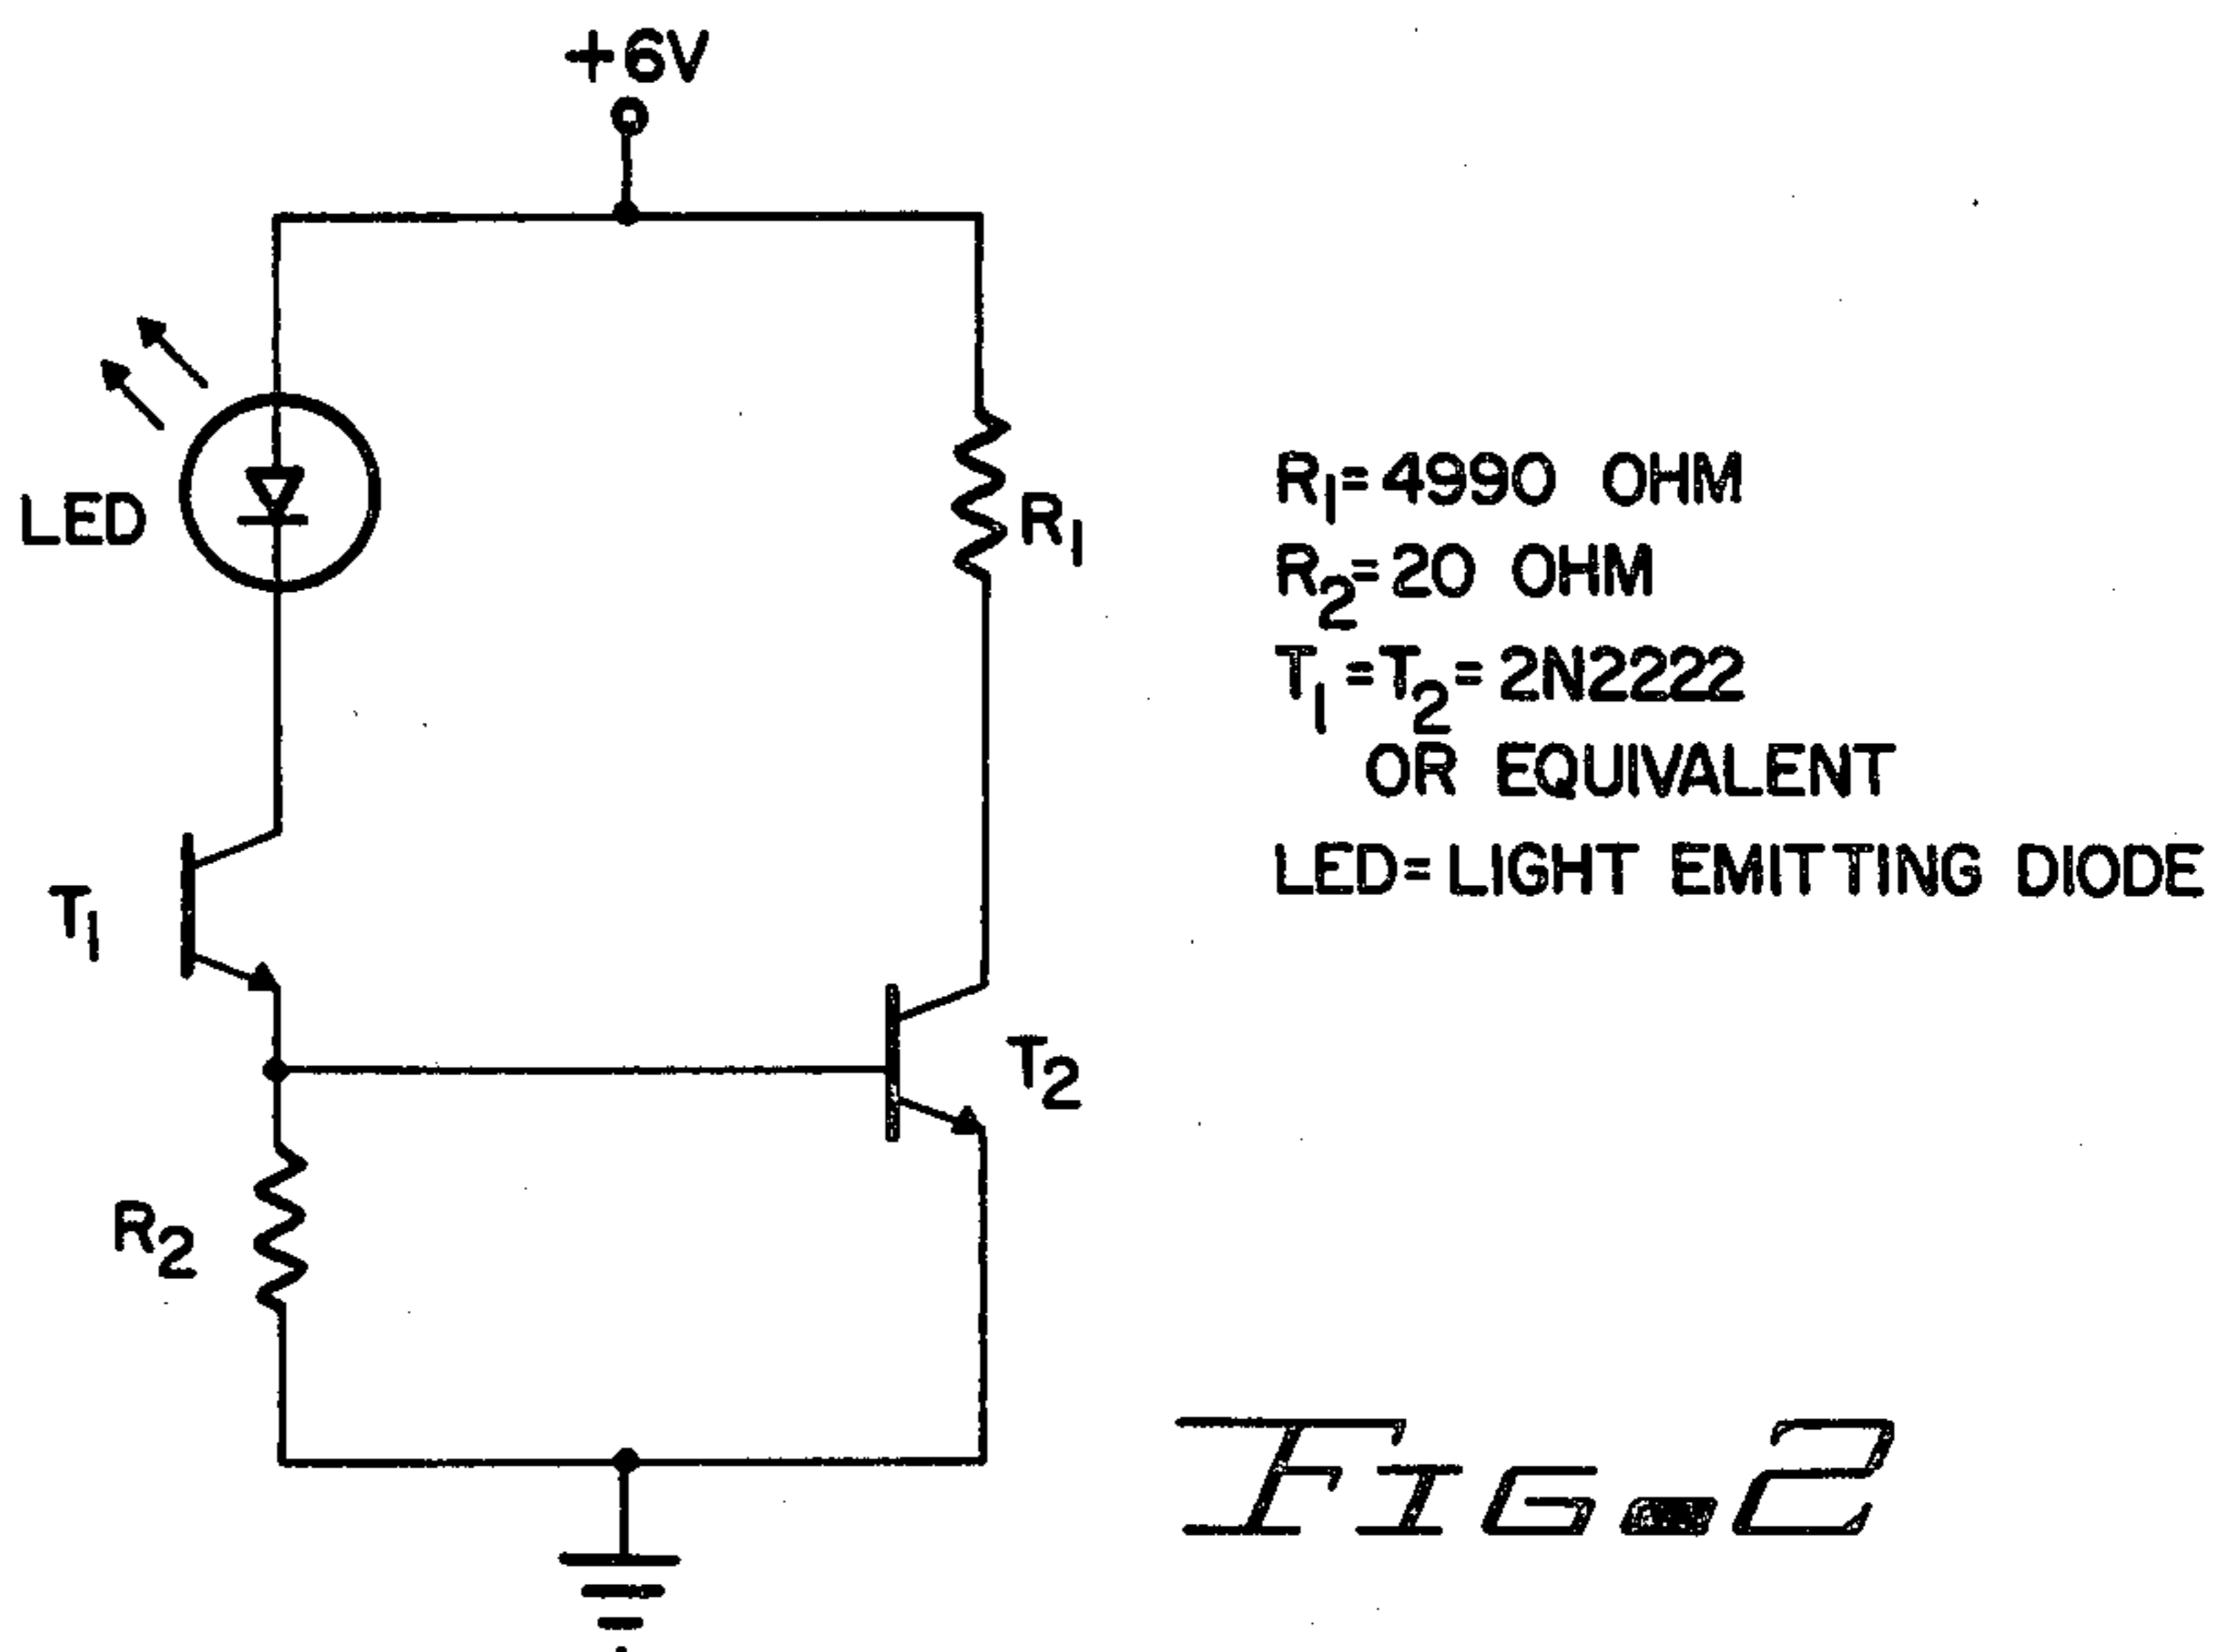 +6V
LED
R1
R1=4990 OHM
R2=20 OHM
T1=T2=2N2222
OR EQUIVALENT
LED=LIGHT EMITTING DIODE
T1
T2
R2
FIG. 2